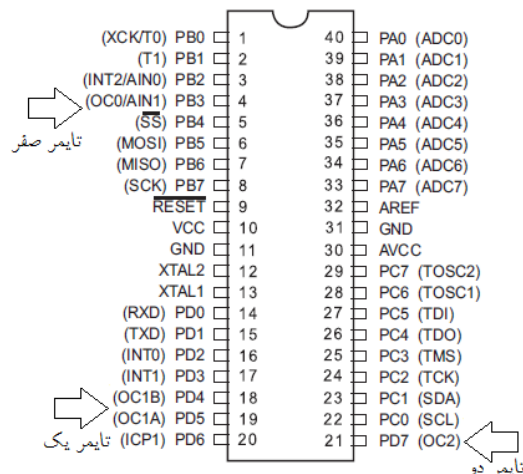 (XCK/T0) PB0 1 40 PA0 (ADC0)
(T1) PB1 2 39 PA1 (ADC1)
(INT2/AIN0) PB2 3 38 PA2 (ADC2)
(OC0/AIN1) PB3 4 37 PA3 (ADC3)
تایمر صفر
(SS) PB4 5 36 PA4 (ADC4)
(MOSI) PB5 6 35 PA5 (ADC5)
(MISO) PB6 7 34 PA6 (ADC6)
(SCK) PB7 8 33 PA7 (ADC7)
RESET 9 32 AREF
VCC 10 31 GND
GND 11 30 AVCC
XTAL2 12 29 PC7 (TOSC2)
XTAL1 13 28 PC6 (TOSC1)
(RXD) PD0 14 27 PC5 (TDI)
(TXD) PD1 15 26 PC4 (TDO)
(INT0) PD2 16 25 PC3 (TMS)
(INT1) PD3 17 24 PC2 (TCK)
(OC1B) PD4 18 23 PC1 (SDA)
(OC1A) PD5 19 22 PC0 (SCL)
تایمر یک
(ICP1) PD6 20 21 PD7 (OC2)
تایمر دو